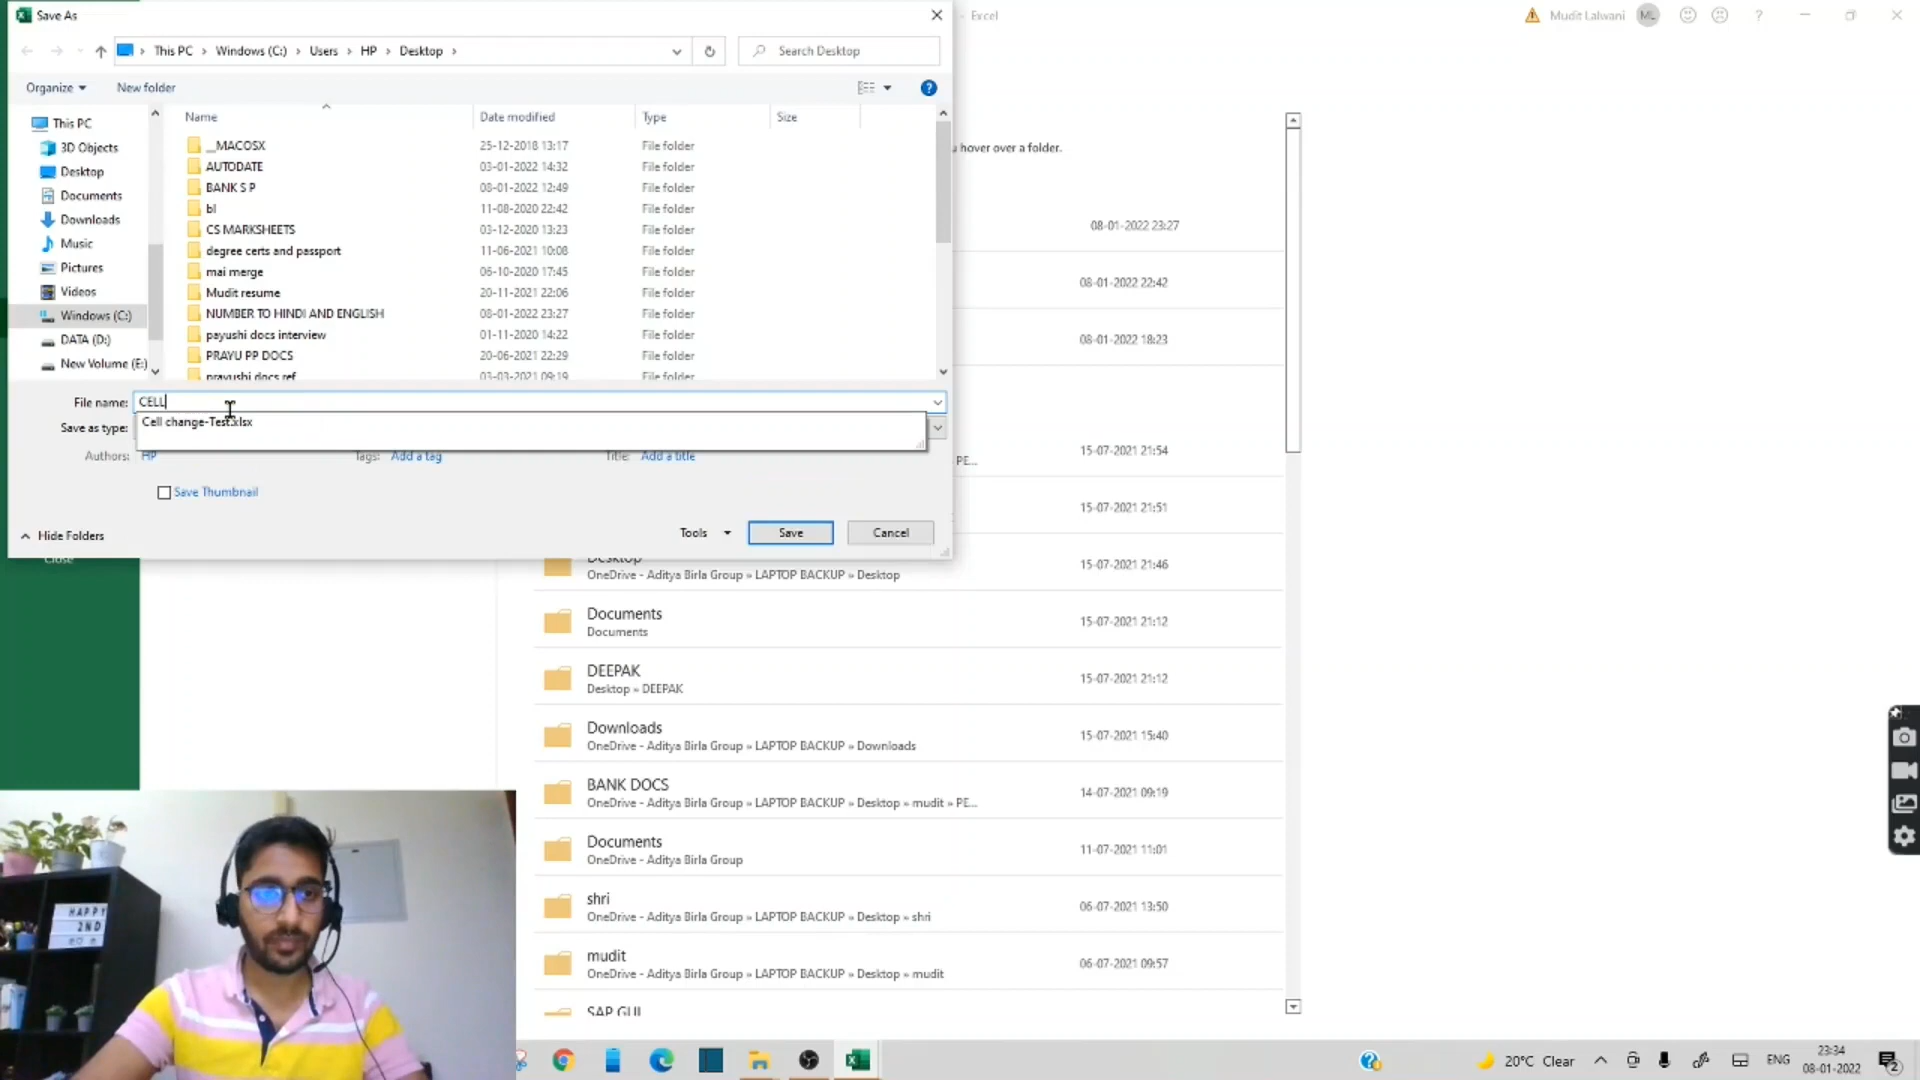 Save As
- Excel
Mudit Lalwani
ML
?
This PC > Windows (C:) > Users > HP > Desktop >
Search Desktop
Organize
New folder
?
Name
Date modified
Type
Size
This PC
3D Objects
Desktop
Documents
Downloads
Music
Pictures
Videos
Windows (C:)
DATA (D:)
New Volume (E:)
__MACOSX 25-12-2018 13:17 File folder
AUTODATE 03-01-2022 14:32 File folder
BANK S P 08-01-2022 12:49 File folder
bl 11-08-2020 22:42 File folder
CS MARKSHEETS 03-12-2020 13:23 File folder
degree certs and passport 11-06-2021 10:08 File folder
mai merge 06-10-2020 17:45 File folder
Mudit resume 20-11-2021 22:06 File folder
NUMBER TO HINDI AND ENGLISH 08-01-2022 23:27 File folder
payushi docs interview 01-11-2020 14:22 File folder
PRAYU PP DOCS 20-06-2021 22:29 File folder
prayushi docs ref 03-03-2021 09:19 File folder
File name: CELL
Cell change-Test.xlsx
Save as type:
Authors: HP
Tags: Add a tag
Title: Add a title
Save Thumbnail
Hide Folders
Tools
Save
Cancel
Close
u hover over a folder.
08-01-2022 23:27
08-01-2022 22:42
08-01-2022 18:23
PE...
15-07-2021 21:54
15-07-2021 21:51
Desktop
OneDrive - Aditya Birla Group » LAPTOP BACKUP » Desktop
15-07-2021 21:46
Documents
Documents
15-07-2021 21:12
DEEPAK
Desktop » DEEPAK
15-07-2021 21:12
Downloads
OneDrive - Aditya Birla Group » LAPTOP BACKUP » Downloads
15-07-2021 15:40
BANK DOCS
OneDrive - Aditya Birla Group » LAPTOP BACKUP » Desktop » mudit » PE...
14-07-2021 09:19
Documents
OneDrive - Aditya Birla Group
11-07-2021 11:01
shri
OneDrive - Aditya Birla Group » LAPTOP BACKUP » Desktop » shri
06-07-2021 13:50
mudit
OneDrive - Aditya Birla Group » LAPTOP BACKUP » Desktop » mudit
06-07-2021 09:57
SAP GUI
HAPPY
2ND
20°C Clear
ENG
23:34
08-01-2022
2